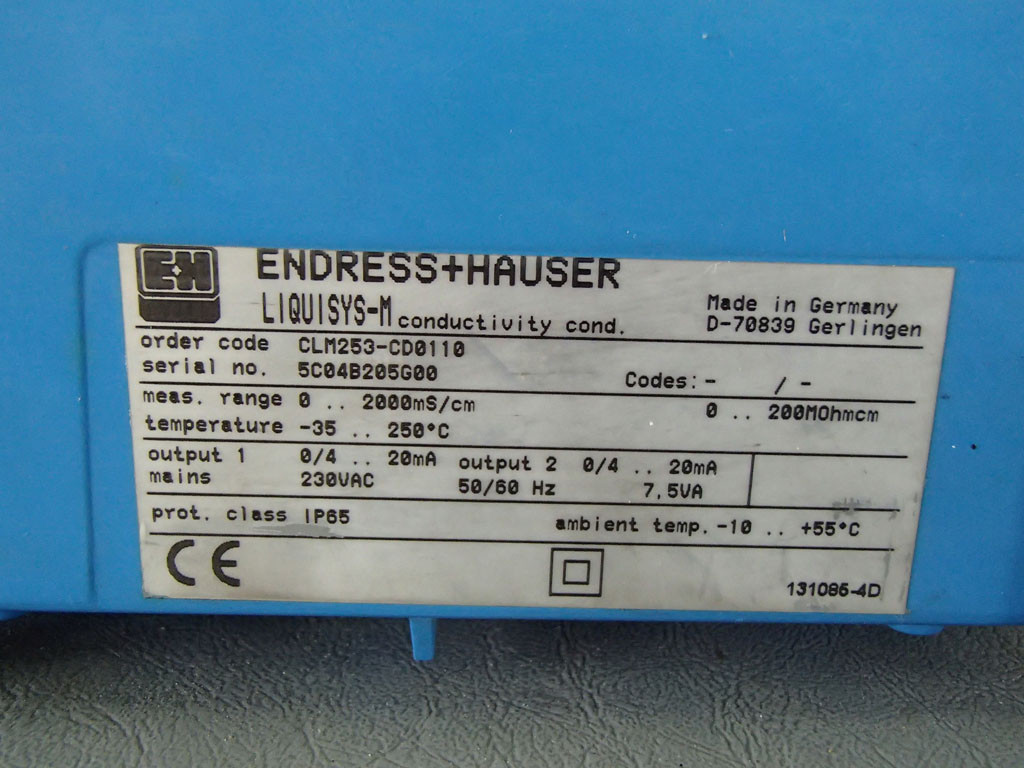 E+H
ENDRESS+HAUSER
LIQUISYS-M conductivity cond.
Made in Germany
D-70839 Gerlingen
order code CLM253-CD0110
serial no. 5C04B205G00 Codes: - / -
meas. range 0 .. 2000mS/cm 0 .. 200MOhmcm
temperature -35 .. 250°C
output 1 0/4 .. 20mA output 2 0/4 .. 20mA
mains 230VAC 50/60 Hz 7,5VA
prot. class IP65 ambient temp. -10 .. +55°C
CE
131086-4D